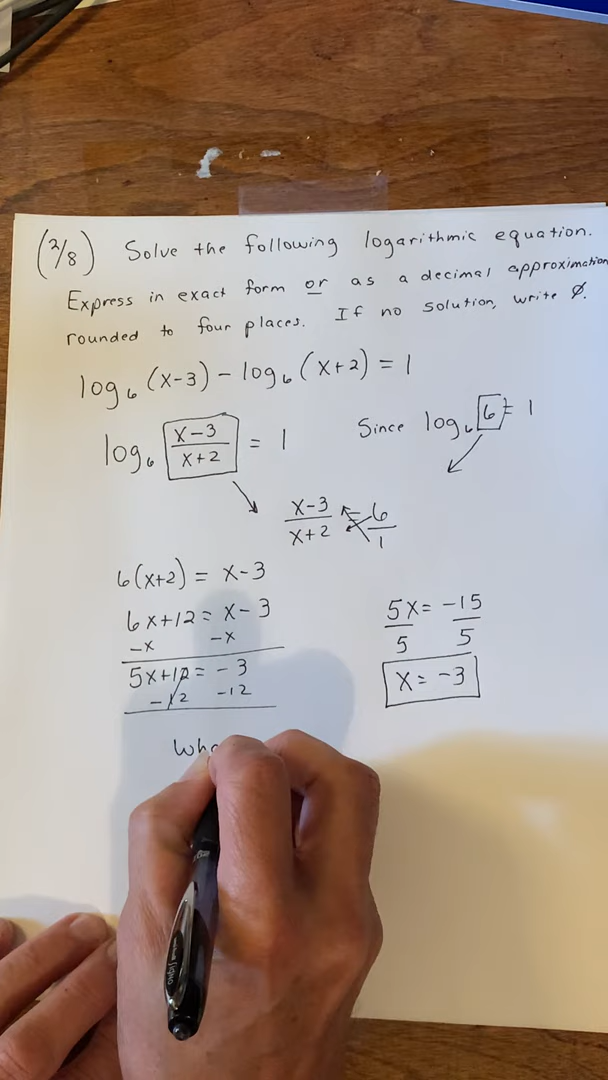 (2/8) Solve the following logarithmic equation.
Express in exact form or as a decimal approximation
rounded to four places. If no solution, write ∅.
log₆(x-3) - log₆(x+2) = 1
log₆ x-3/x+2 = 1
Since log₆ 6 = 1
x-3/x+2 = 6/1
6(x+2) = x-3
6x+12 = x-3
-x -x
5x+12 = -3
-12 -12
5x = -15
5 5
x = -3